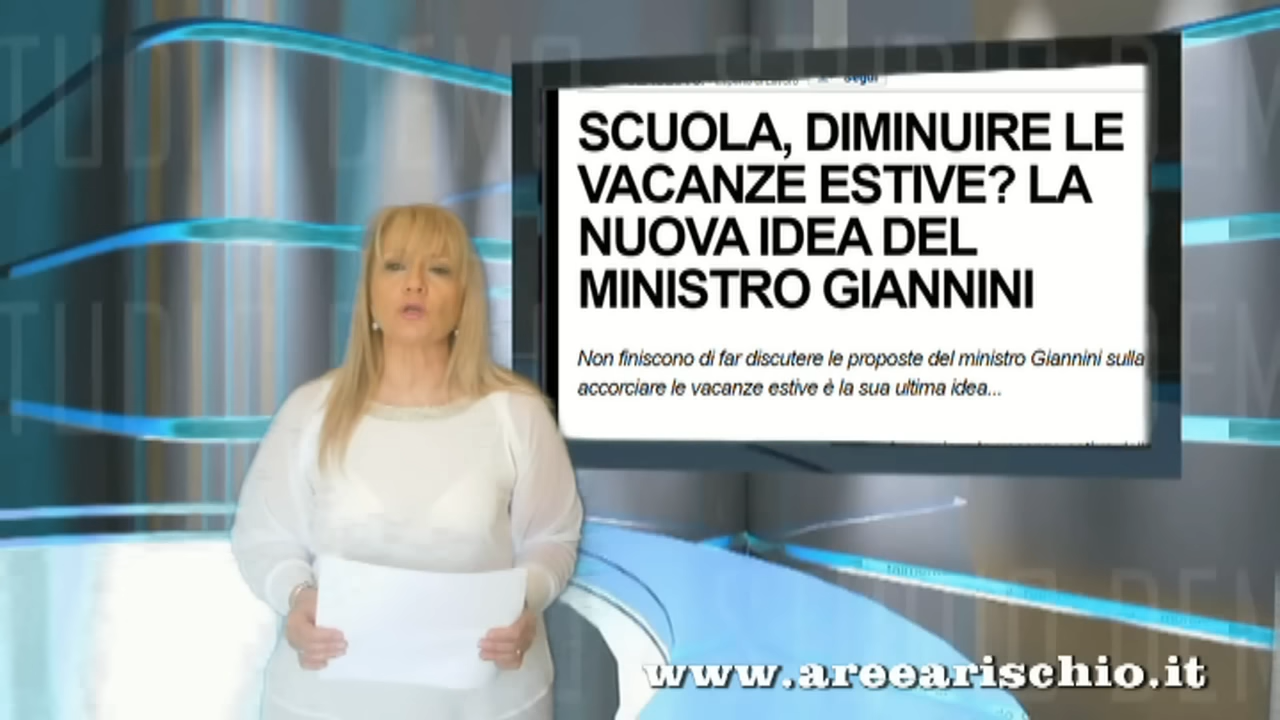 Segui
SCUOLA, DIMINUIRE LE
VACANZE ESTIVE? LA
NUOVA IDEA DEL
MINISTRO GIANNINI
Non finiscono di far discutere le proposte del ministro Giannini sulla
accorciare le vacanze estive è la sua ultima idea...
www.areearischio.it